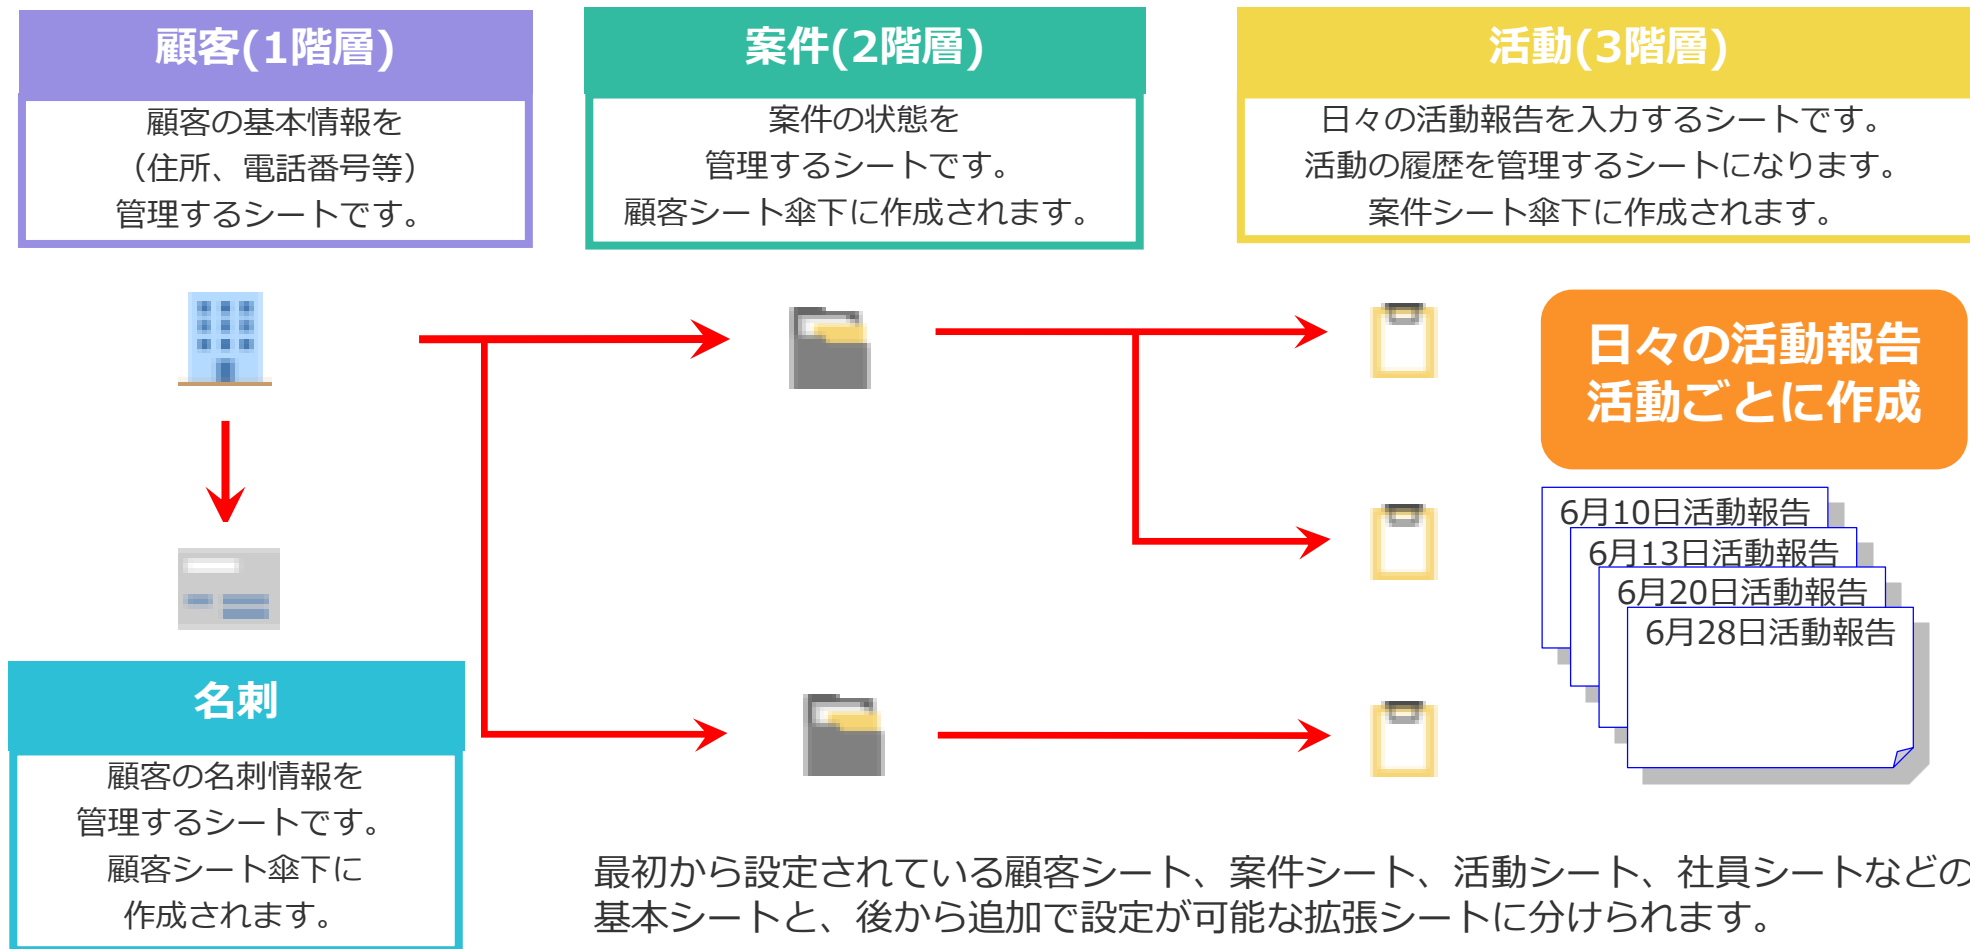 顧客(1階層)
顧客の基本情報を
（住所、電話番号等）
管理するシートです。
案件(2階層)
案件の状態を
管理するシートです。
顧客シート傘下に作成されます。
活動(3階層)
日々の活動報告を入力するシートです。
活動の履歴を管理するシートになります。
案件シート傘下に作成されます。
日々の活動報告
活動ごとに作成
6月10日活動報告
6月13日活動報告
6月20日活動報告
6月28日活動報告
名刺
顧客の名刺情報を
管理するシートです。
顧客シート傘下に
作成されます。
最初から設定されている顧客シート、案件シート、活動シート、社員シートなどの
基本シートと、後から追加で設定が可能な拡張シートに分けられます。